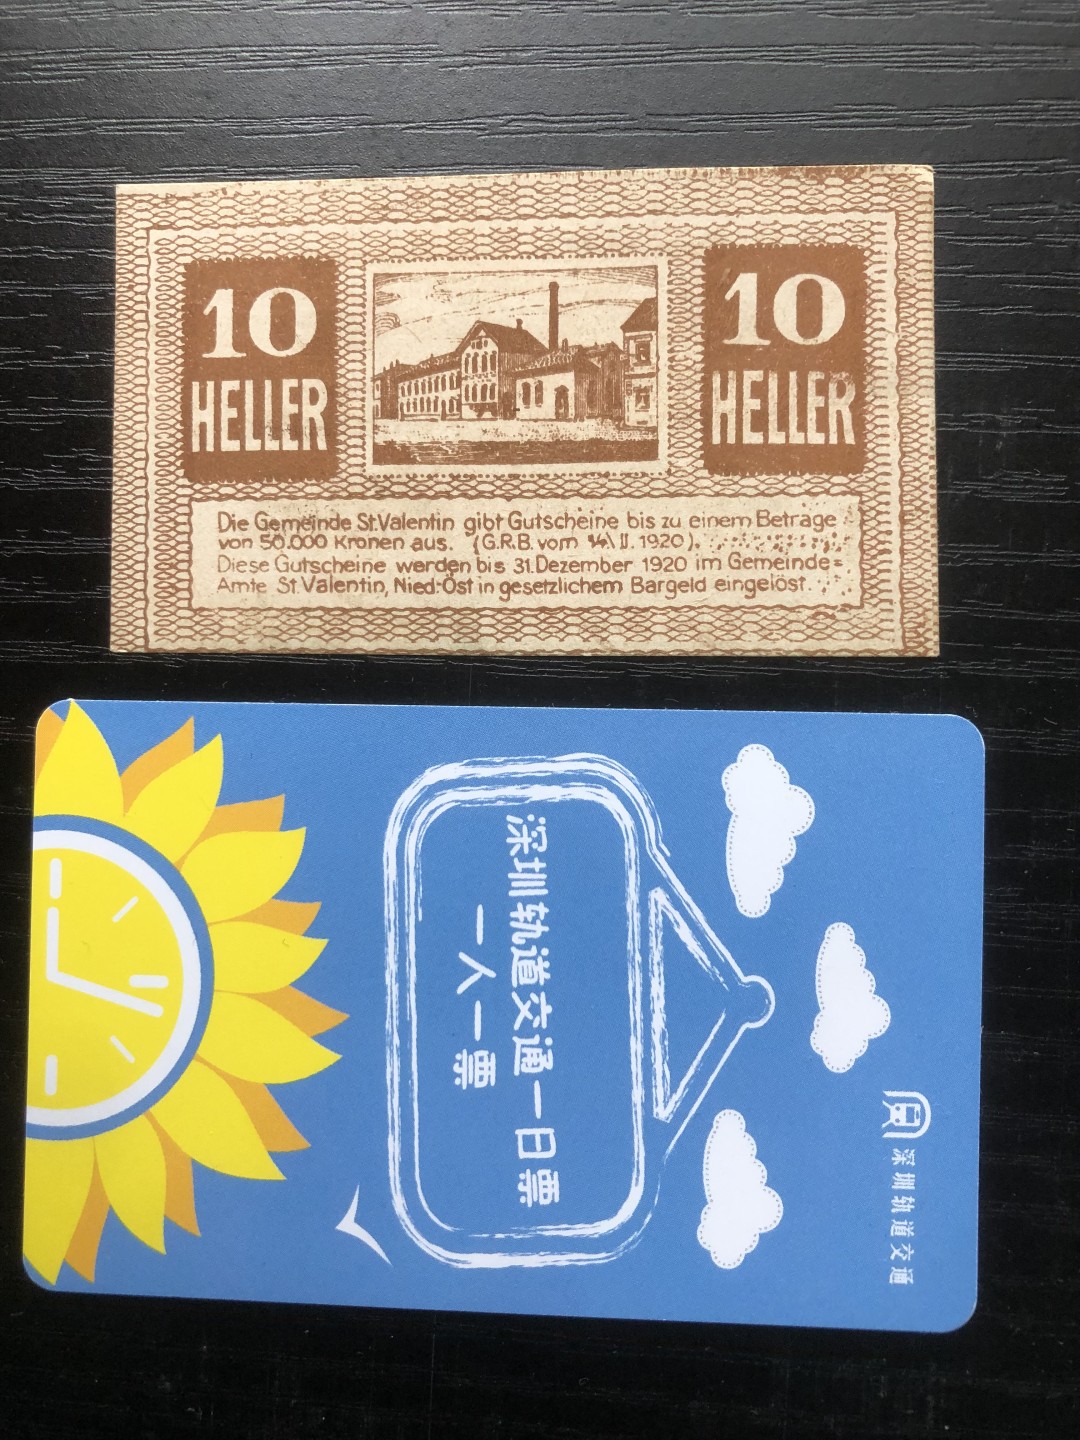 10
HELLER
10
HELLER
Die Gemeinde St.Valentin gibt Gutscheine bis zu einem Betrage
von 50.000 Kronen aus. (G.R.B. vom 14.\II. 1920).
Diese Gutscheine werden bis 31.Dezember 1920 im Gemeinde=
Amte St.Valentin, Nied.-Öst in gesetzlichem Bargeld eingelöst.
深圳轨道交通
深圳轨道交通一日票
一人一票